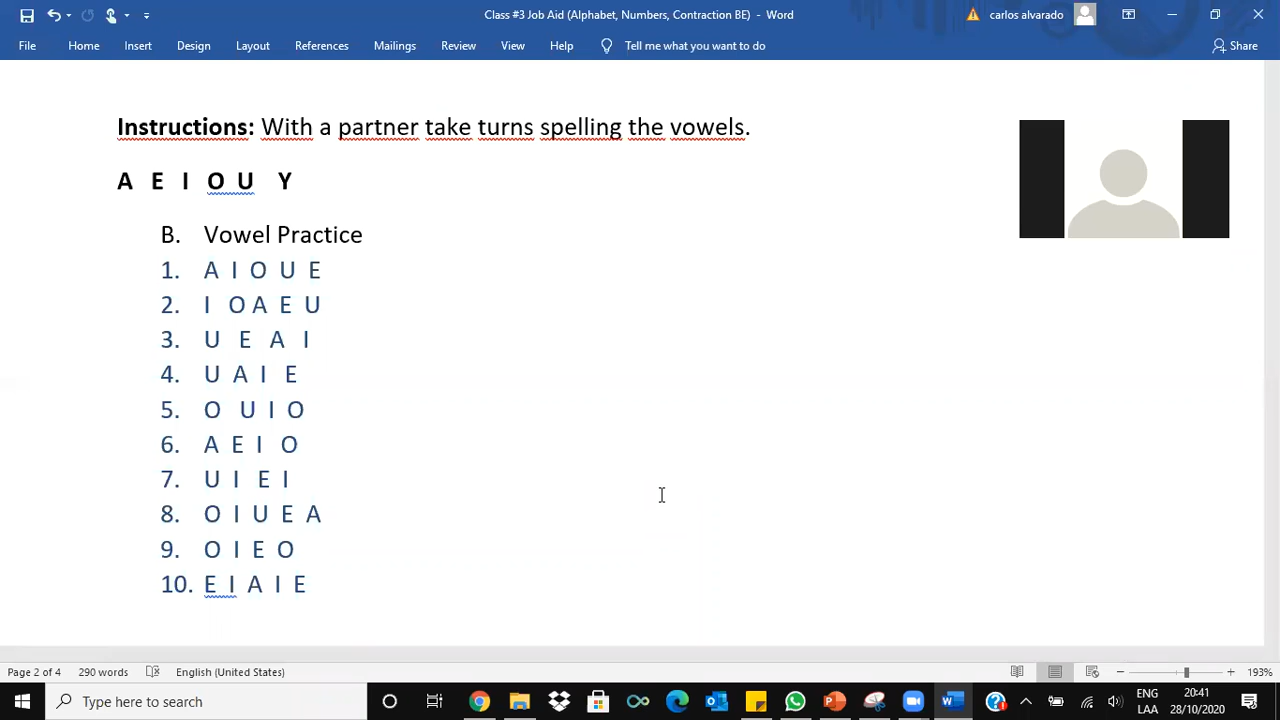 Class #3 Job Aid (Alphabet, Numbers, Contraction BE) - Word
carlos alvarado
File Home Insert Design Layout References Mailings Review View Help Tell me what you want to do Share
Instructions: With a partner take turns spelling the vowels.
A E I O U Y
B. Vowel Practice
1. A I O U E
2. I O A E U
3. U E A I
4. U A I E
5. O U I O
6. A E I O
7. U I E I
8. O I U E A
9. O I E O
10. E I A I E
Page 2 of 4 290 words English (United States) 193%
Type here to search
ENG 20:41
LAA 28/10/2020